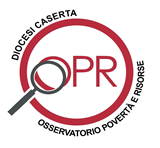 DIOCESI CASERTA
OPR
OSSERVATORIO POVERTÀ E RISORSE